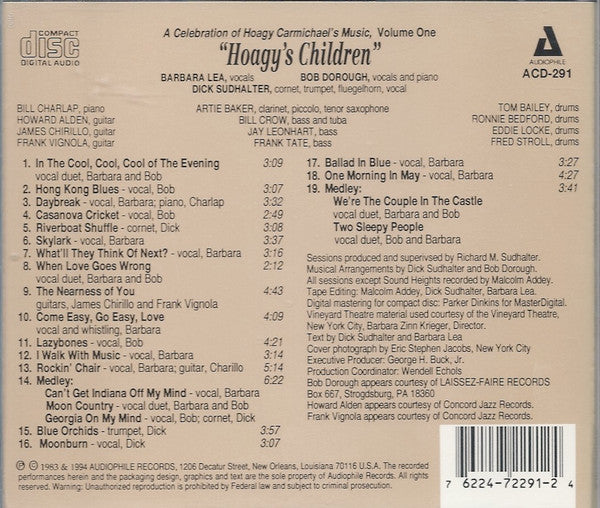 COMPACT
disc
DIGITAL AUDIO
A Celebration of Hoagy Carmichael's Music, Volume One
"Hoagy's Children"
BARBARA LEA, vocals BOB DOROUGH, vocals and piano
DICK SUDHALTER, cornet, trumpet, fluegelhorn, vocal
AUDIOPHILE
ACD-291
BILL CHARLAP, piano
HOWARD ALDEN, guitar
JAMES CHIRILLO, guitar
FRANK VIGNOLA, guitar
ARTIE BAKER, clarinet, piccolo, tenor saxophone
BILL CROW, bass and tuba
JAY LEONHART, bass
FRANK TATE, bass
TOM BAILEY, drums
RONNIE BEDFORD, drums
EDDIE LOCKE, drums
FRED STROLL, drums
1. In The Cool, Cool, Cool of The Evening 3:09
vocal duet, Barbara and Bob
2. Hong Kong Blues - vocal, Bob 3:07
3. Daybreak - vocal, Barbara; piano, Charlap 3:32
4. Casanova Cricket - vocal, Bob 2:49
5. Riverboat Shuffle - cornet, Dick 3:08
6. Skylark - vocal, Barbara 3:37
7. What'll They Think Of Next? - vocal, Barbara 3:16
8. When Love Goes Wrong 2:12
vocal duet, Barbara and Bob
9. The Nearness of You 4:43
guitars, James Chirillo and Frank Vignola
10. Come Easy, Go Easy, Love 4:09
vocal and whistling, Barbara
11. Lazybones - vocal, Bob 4:21
12. I Walk With Music - vocal, Barbara 3:14
13. Rockin' Chair - vocal, Barbara; guitar, Charillo 3:14
14. Medley: 6:22
Can't Get Indiana Off My Mind - vocal, Barbara
Moon Country - vocal duet, Barbara and Bob
Georgia On My Mind - vocal, Bob; cornet, Dick
15. Blue Orchids - trumpet, Dick 3:57
16. Moonburn - vocal, Dick 3:07
17. Ballad In Blue - vocal, Barbara 3:27
18. One Morning In May - vocal, Barbara 4:27
19. Medley: 3:41
We're The Couple In The Castle
vocal duet, Barbara and Bob
Two Sleepy People
vocal duet, Bob and Barbara
Sessions produced and superivsed by Richard M. Sudhalter.
Musical Arrangements by Dick Sudhalter and Bob Dorough.
All sessions except Sound Heights recorded by Malcolm Addey.
Tape Editing: Malcolm Addey, Dick Sudhalter, Barbara Lea.
Digital mastering for compact disc: Parker Dinkins for MasterDigital.
Vineyard Theatre material used courtesy of the Vineyard Theatre,
New York City, Barbara Zinn Krieger, Director.
Text by Dick Sudhalter and Barbara Lea
Cover photograph by Eric Stephen Jacobs, New York City
Executive Producer: George H. Buck, Jr.
Production Coordinator: Wendell Echols
Bob Dorough appears courtesy of LAISSEZ-FAIRE RECORDS
Box 667, Strogdsburg, PA 18360
Howard Alden appears courtesy of Concord Jazz Records.
Frank Vignola appears courtesy of Concord Jazz Records.
Ⓟ © 1983 & 1994 AUDIOPHILE RECORDS, 1206 Decatur Street, New Orleans, Louisiana 70116 U.S.A. The recorded
performances herein and the packaging design, graphics and text are the sole property of Audiophile Records. All
rights reserved. Warning: Unauthorized reproduction is prohibited by Federal law and subject to criminal prosecution.
7 62247-72291-2 4